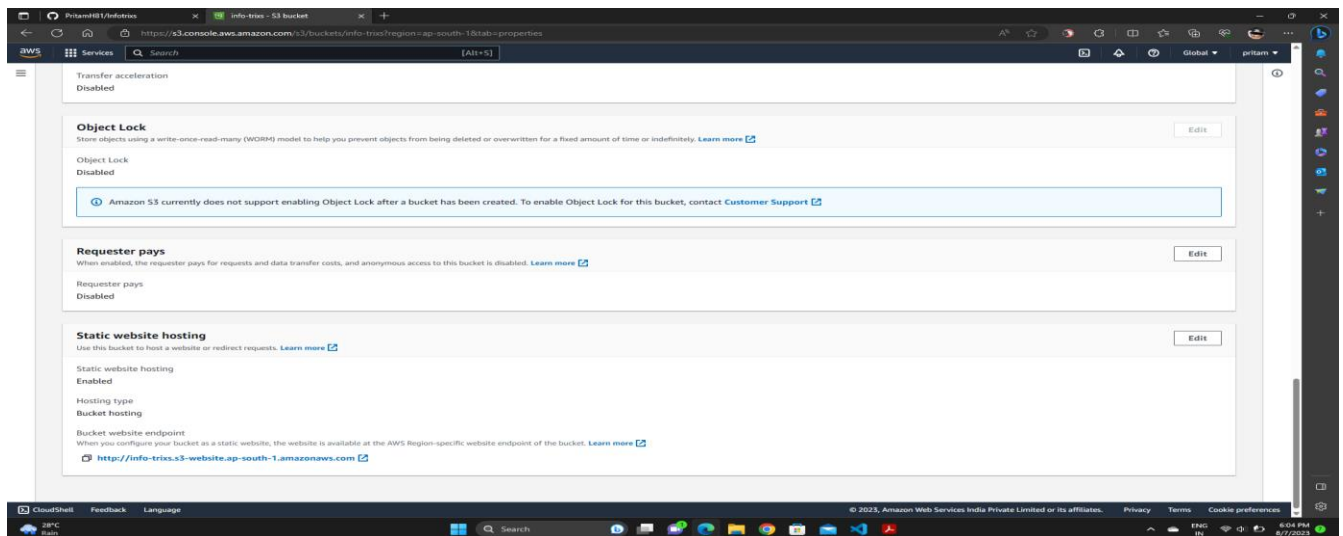 PritamH81/Infotrixs
info-trixs - S3 bucket
https://s3.console.aws.amazon.com/s3/buckets/info-trixs?region=ap-south-1&tab=properties
aws Services Search [Alt+S] Global pritam
Transfer acceleration
Disabled
Object Lock
Edit
Store objects using a write-once-read-many (WORM) model to help you prevent objects from being deleted or overwritten for a fixed amount of time or indefinitely. Learn more
Object Lock
Disabled
Amazon S3 currently does not support enabling Object Lock after a bucket has been created. To enable Object Lock for this bucket, contact Customer Support
Requester pays
Edit
When enabled, the requester pays for requests and data transfer costs, and anonymous access to this bucket is disabled. Learn more
Requester pays
Disabled
Static website hosting
Edit
Use this bucket to host a website or redirect requests. Learn more
Static website hosting
Enabled
Hosting type
Bucket hosting
Bucket website endpoint
When you configure your bucket as a static website, the website is available at the AWS Region-specific website endpoint of the bucket. Learn more
http://info-trixs.s3-website.ap-south-1.amazonaws.com
CloudShell Feedback Language © 2023, Amazon Web Services India Private Limited or its affiliates. Privacy Terms Cookie preferences
28°C
Rain
Search
ENG
IN
6:04 PM
8/7/2023